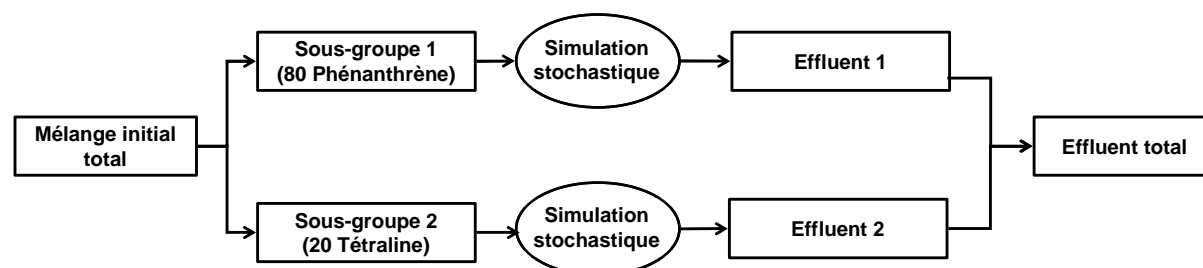 Mélange initial
total
Sous-groupe 1
(80 Phénanthrène)
Simulation
stochastique
Effluent 1
Sous-groupe 2
(20 Tétraline)
Simulation
stochastique
Effluent 2
Effluent total